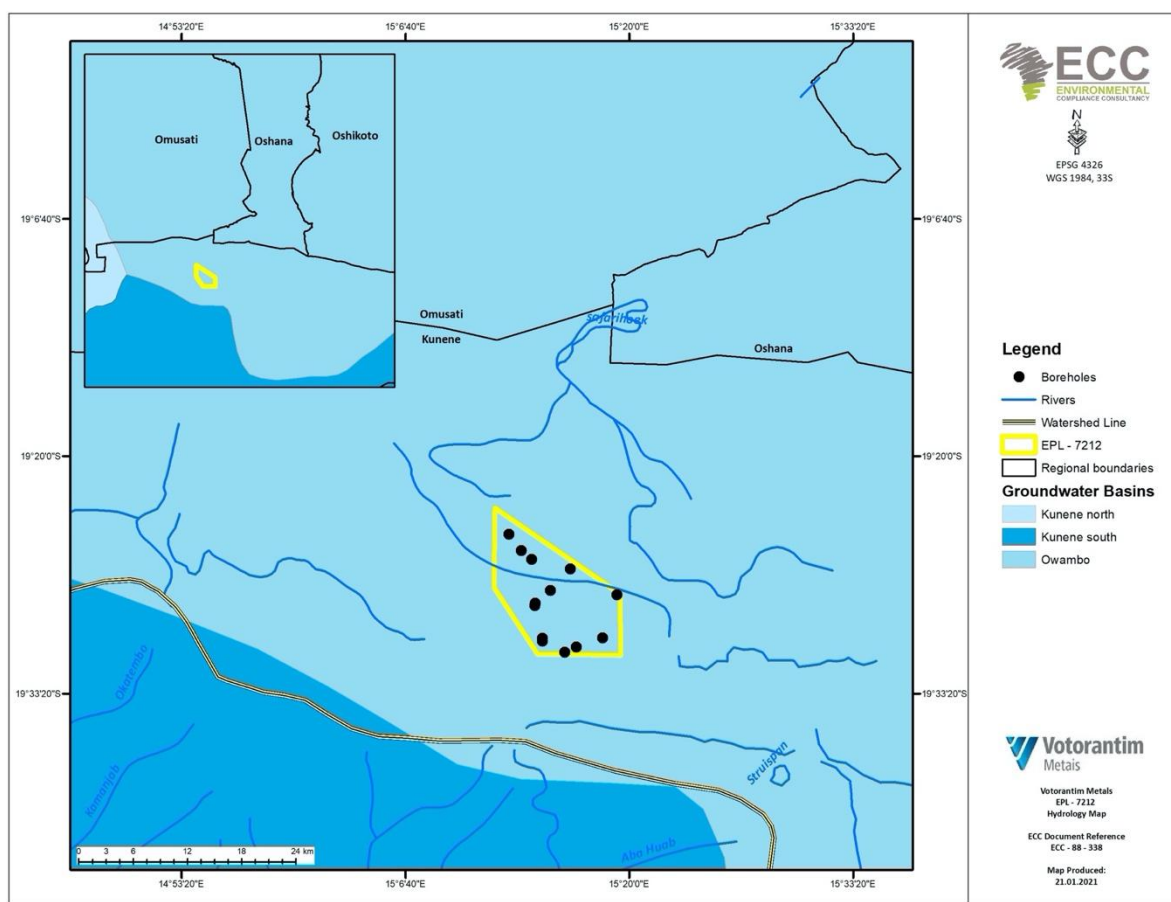 14°53'20"E
15°6'40"E
15°20'0"E
15°33'20"E
Omusati
Oshana
Oshikoto
19°6'40"S
19°6'40"S
Omusati
Kunene
safarihoek
Oshana
19°20'0"S
19°20'0"S
19°33'20"S
19°33'20"S
Okatembo
Kamanjab
Struispan
Aba Huab
0 3 6 12 18 24 km
14°53'20"E
15°6'40"E
15°20'0"E
15°33'20"E
ECC
ENVIRONMENTAL
COMPLIANCE CONSULTANCY
N
EPSG 4326
WGS 1984, 33S
Legend
Boreholes
Rivers
Watershed Line
EPL - 7212
Regional boundaries
Groundwater Basins
Kunene north
Kunene south
Owambo
Votorantim
Metais
Votorantim Metals
EPL - 7212
Hydrology Map
ECC Document Reference
ECC - 88 - 338
Map Produced:
21.01.2021